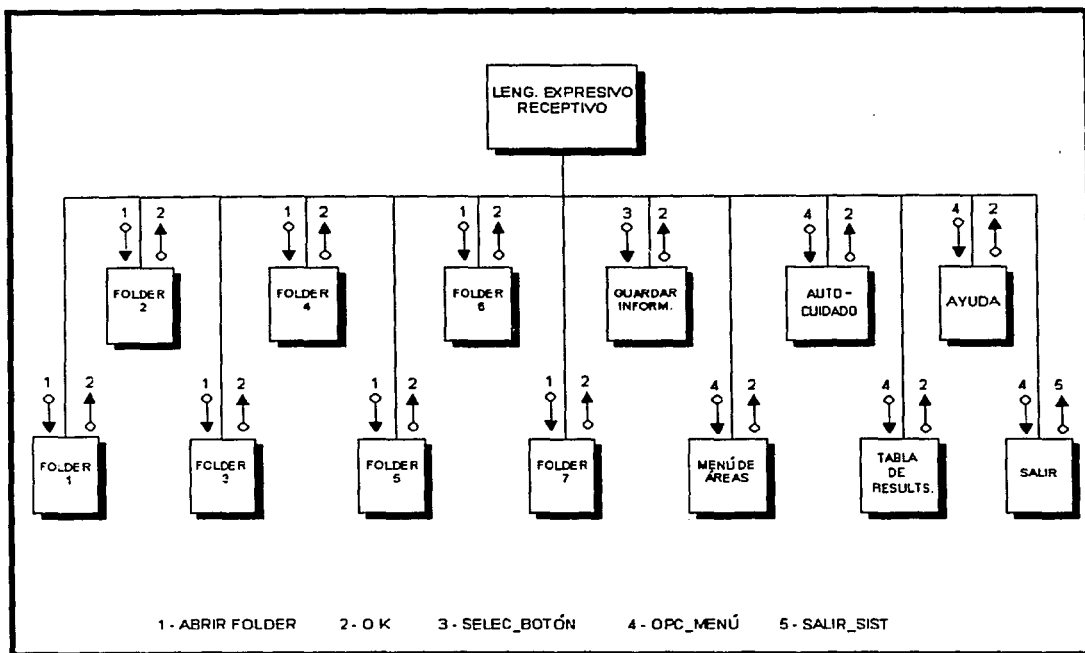 LENG. EXPRESIVO
RECEPTIVO
1 2 1 2 1 2 3 2 4 2 4 2
FOLDER
2
FOLDER
4
FOLDER
6
GUARDAR
INFORM.
AUTO-
CUIDADO
AYUDA
1 2 1 2 1 2 1 2 4 2 4 2 4 5
FOLDER
1
FOLDER
3
FOLDER
5
FOLDER
7
MENÚ DE
ÁREAS
TABLA
DE
RESULTS.
SALIR
1 - ABRIR FOLDER 2 - O K 3 - SELEC_BOTÓN 4 - OPC_MENÚ 5 - SALIR_SIST